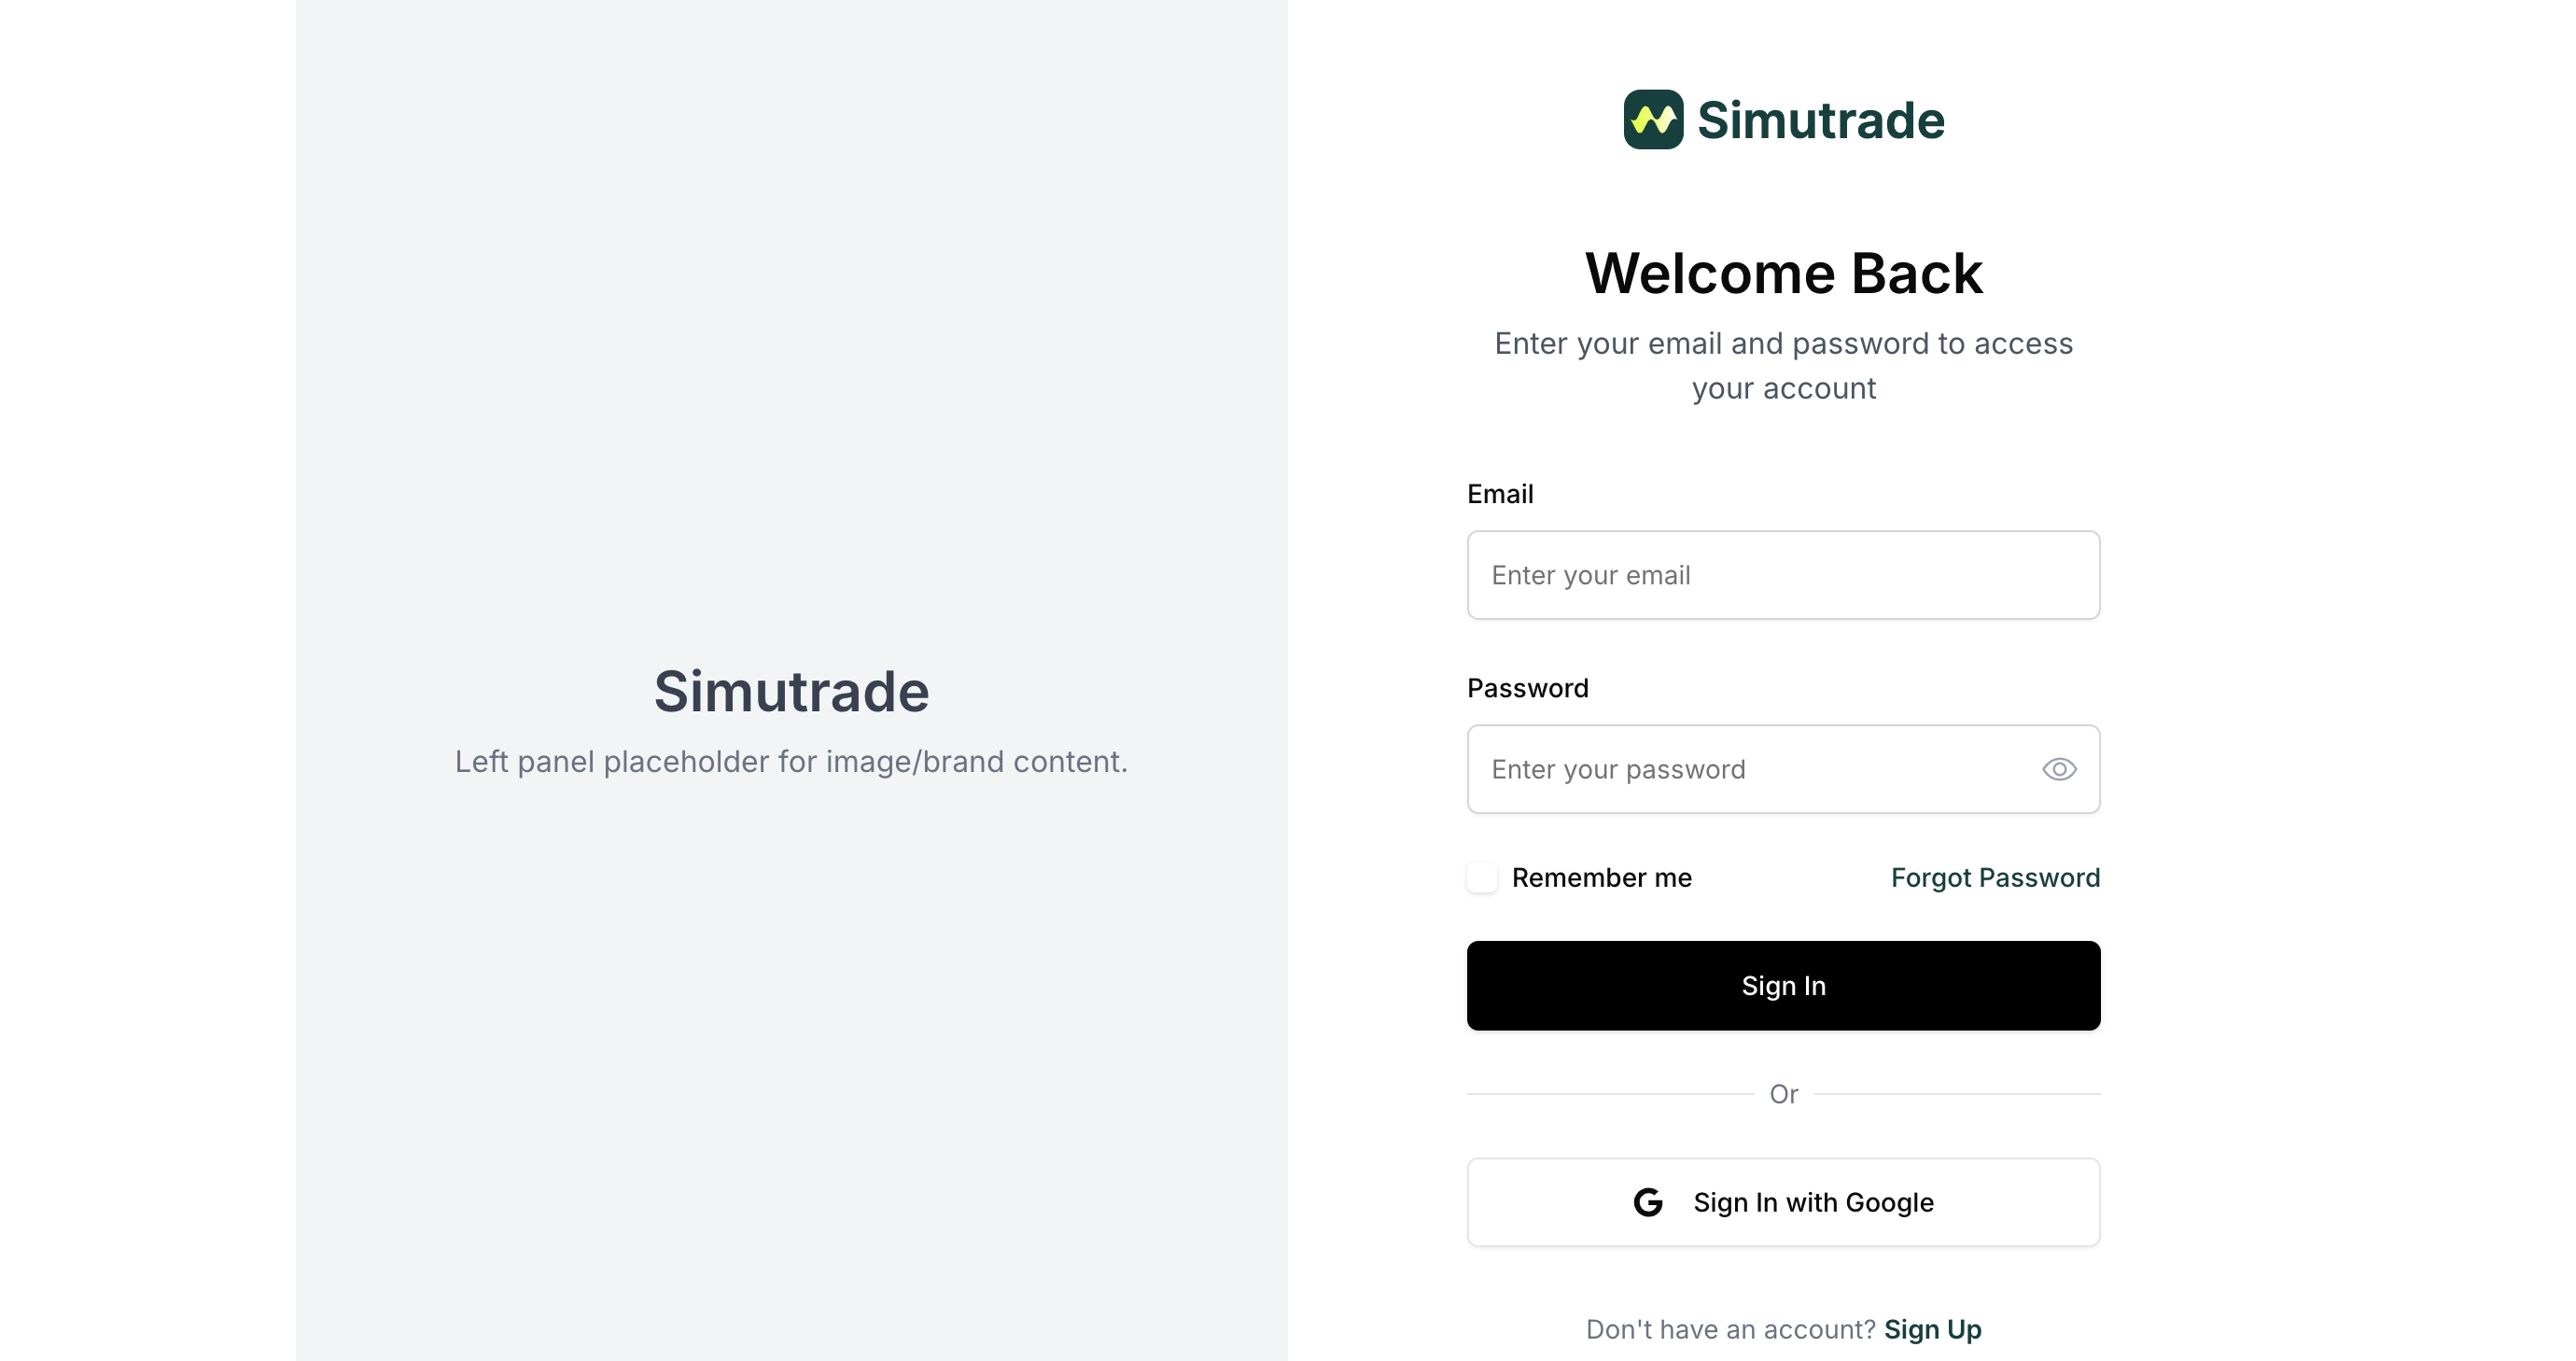 Simutrade
Left panel placeholder for image/brand content.
Simutrade
Welcome Back
Enter your email and password to access
your account
Email
Enter your email
Password
Enter your password
Remember me
Forgot Password
Sign In
Or
Sign In with Google
Don't have an account? Sign Up